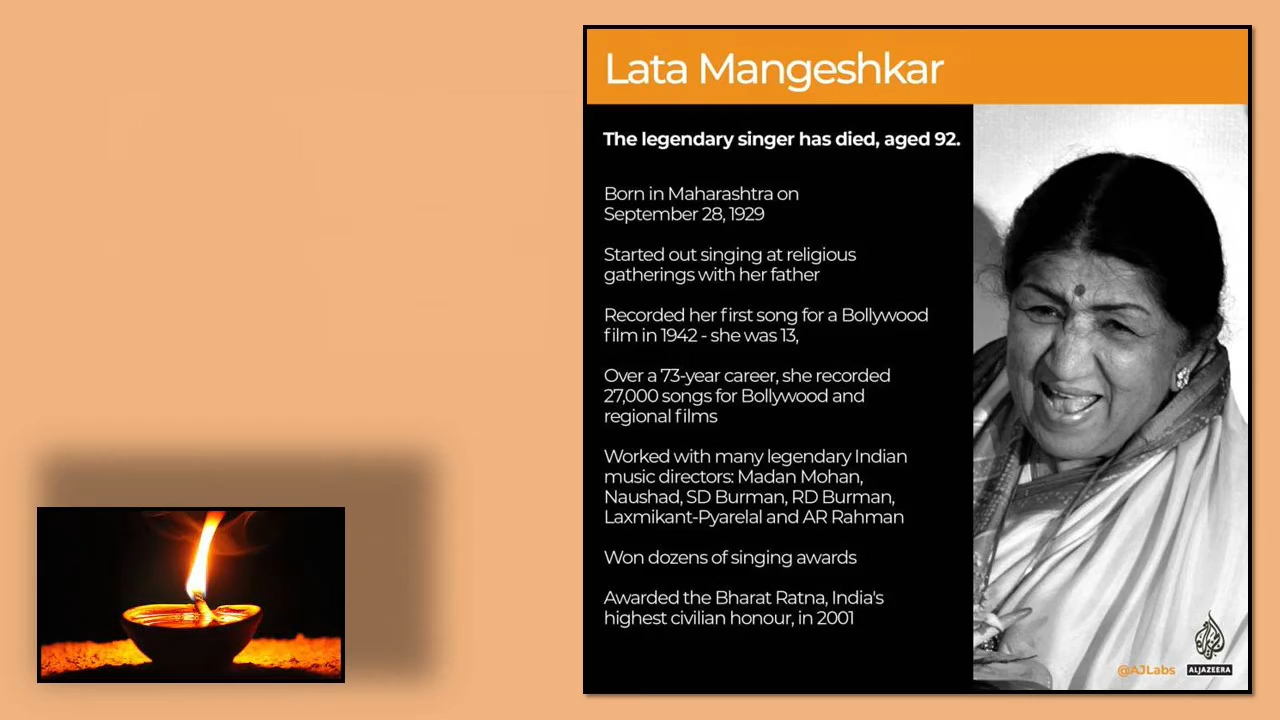 Lata Mangeshkar
The legendary singer has died, aged 92.
Born in Maharashtra on
September 28, 1929
Started out singing at religious
gatherings with her father
Recorded her first song for a Bollywood
film in 1942 - she was 13,
Over a 73-year career, she recorded
27,000 songs for Bollywood and
regional films
Worked with many legendary Indian
music directors: Madan Mohan,
Naushad, SD Burman, RD Burman,
Laxmikant-Pyarelal and AR Rahman
Won dozens of singing awards
Awarded the Bharat Ratna, India's
highest civilian honour, in 2001
@AJLabs
ALJAZEERA